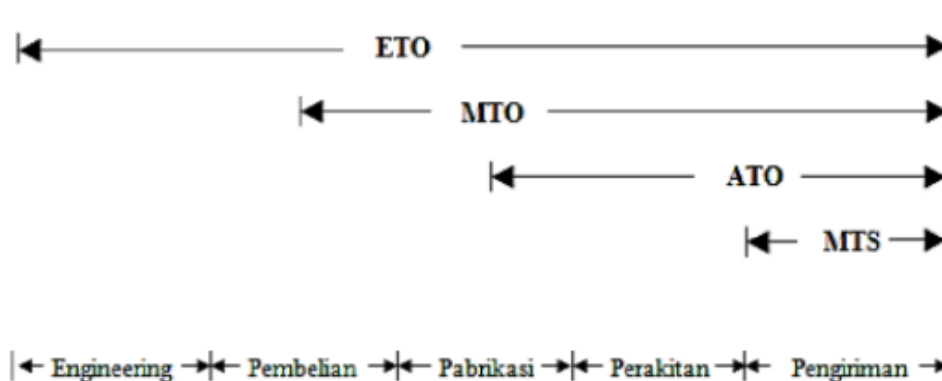 ETO
MTO
ATO
MTS
Engineering Pembelian Pabrikasi Perakitan Pengiriman